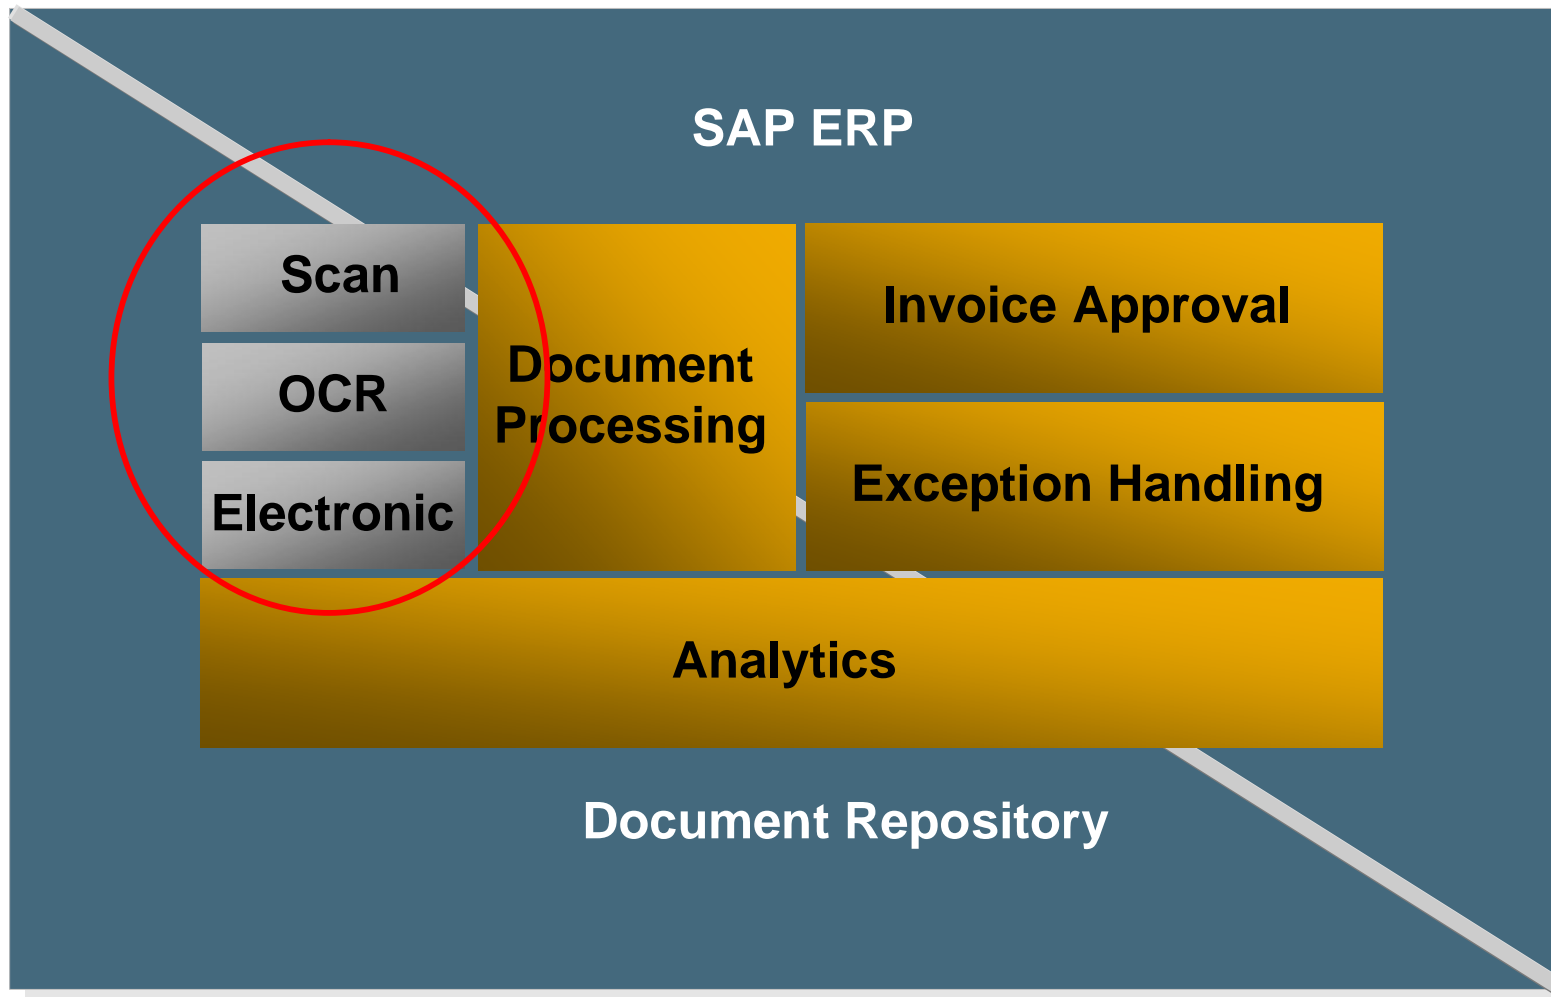 SAP ERP
Scan
OCR
Electronic
Document
Processing
Invoice Approval
Exception Handling
Analytics
Document Repository